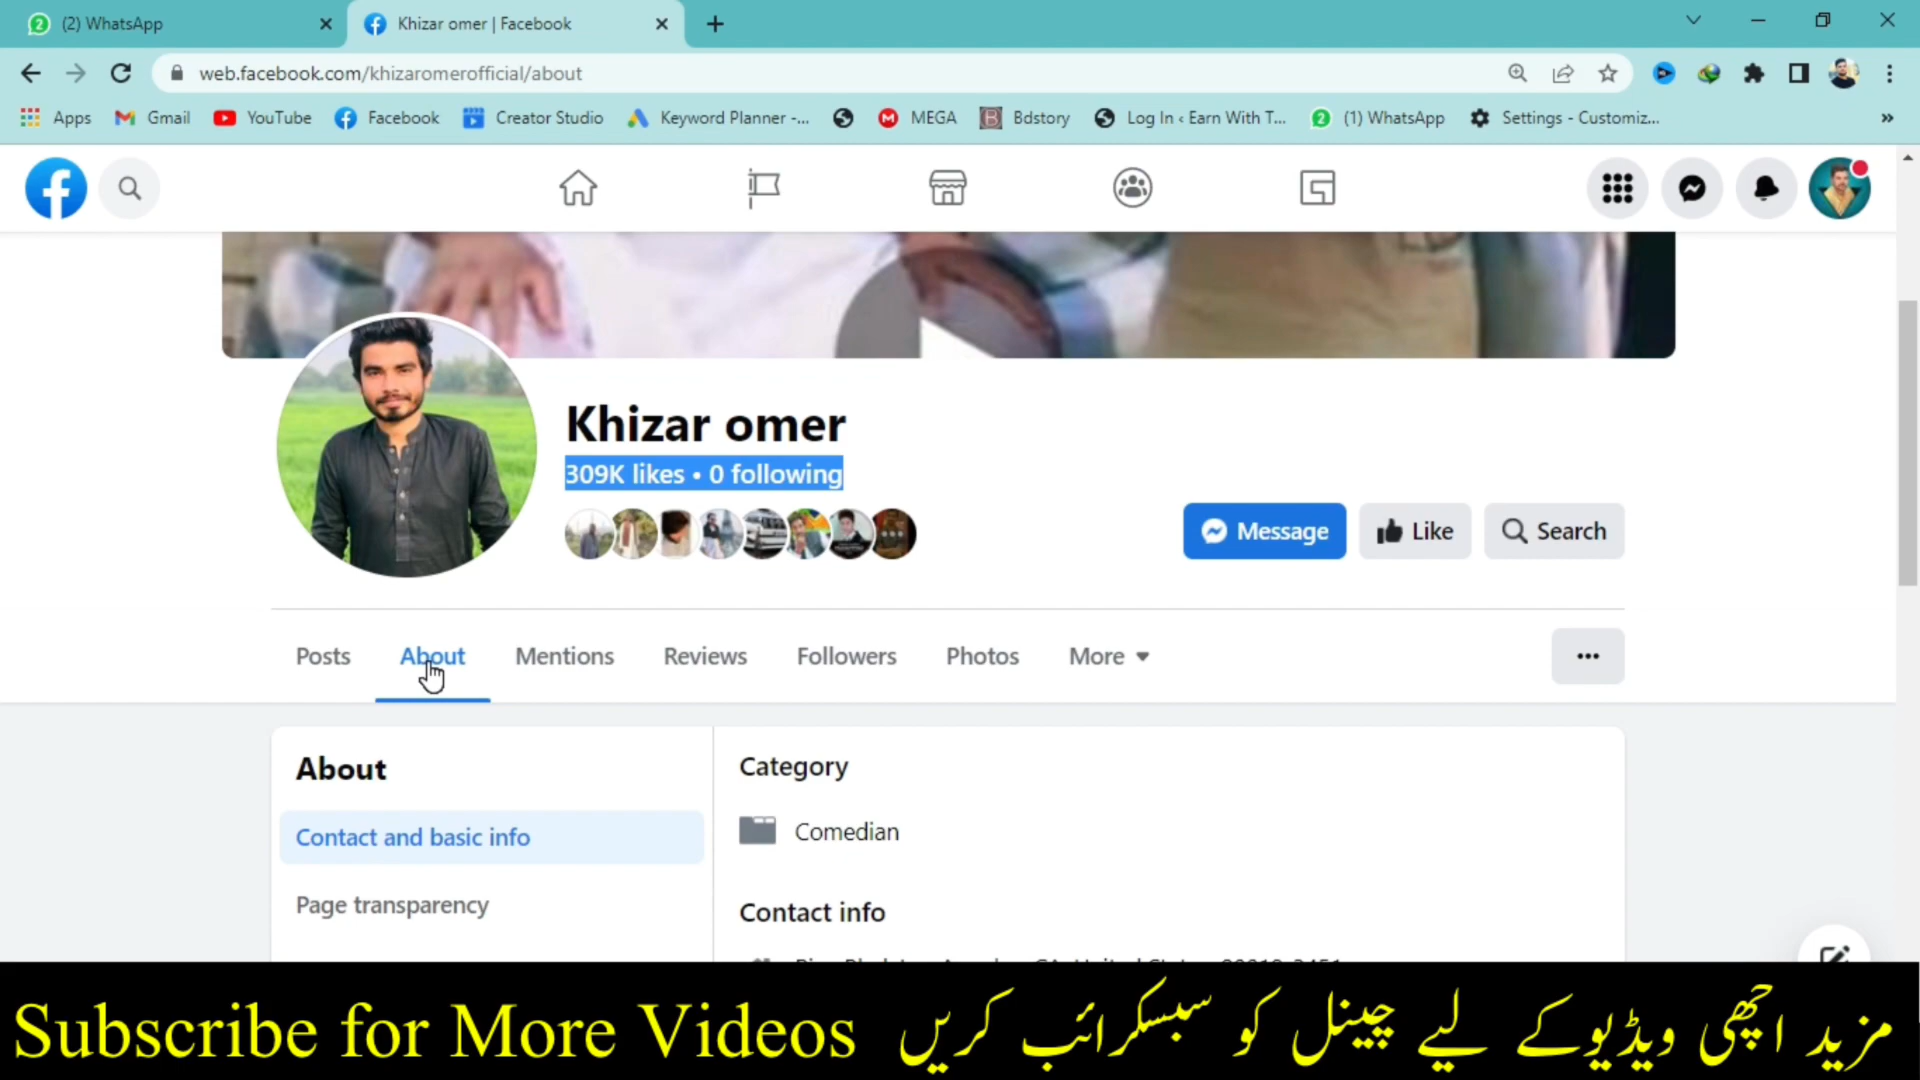 (2) WhatsApp
Khizar omer | Facebook
web.facebook.com/khizaromerofficial/about
Apps
Gmail
YouTube
Facebook
Creator Studio
Keyword Planner -...
MEGA
Bdstory
Log In ‹ Earn With T...
(1) WhatsApp
Settings - Customiz...
Khizar omer
309K likes • 0 following
Message
Like
Search
Posts
About
Mentions
Reviews
Followers
Photos
More
About
Contact and basic info
Page transparency
Category
Comedian
Contact info
Subscribe for More Videos
مزید اچھی ویڈیو کے لیے چینل کو سبسکرائب کریں